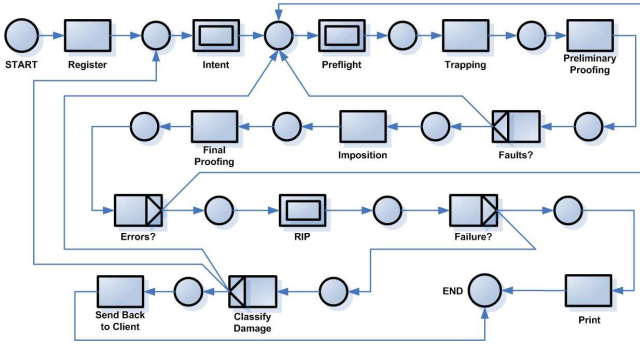 START
Register
Intent
Preflight
Trapping
Preliminary
Proofing
Final
Proofing
Imposition
Faults?
Errors?
RIP
Failure?
Send Back
to Client
Classify
Damage
END
Print